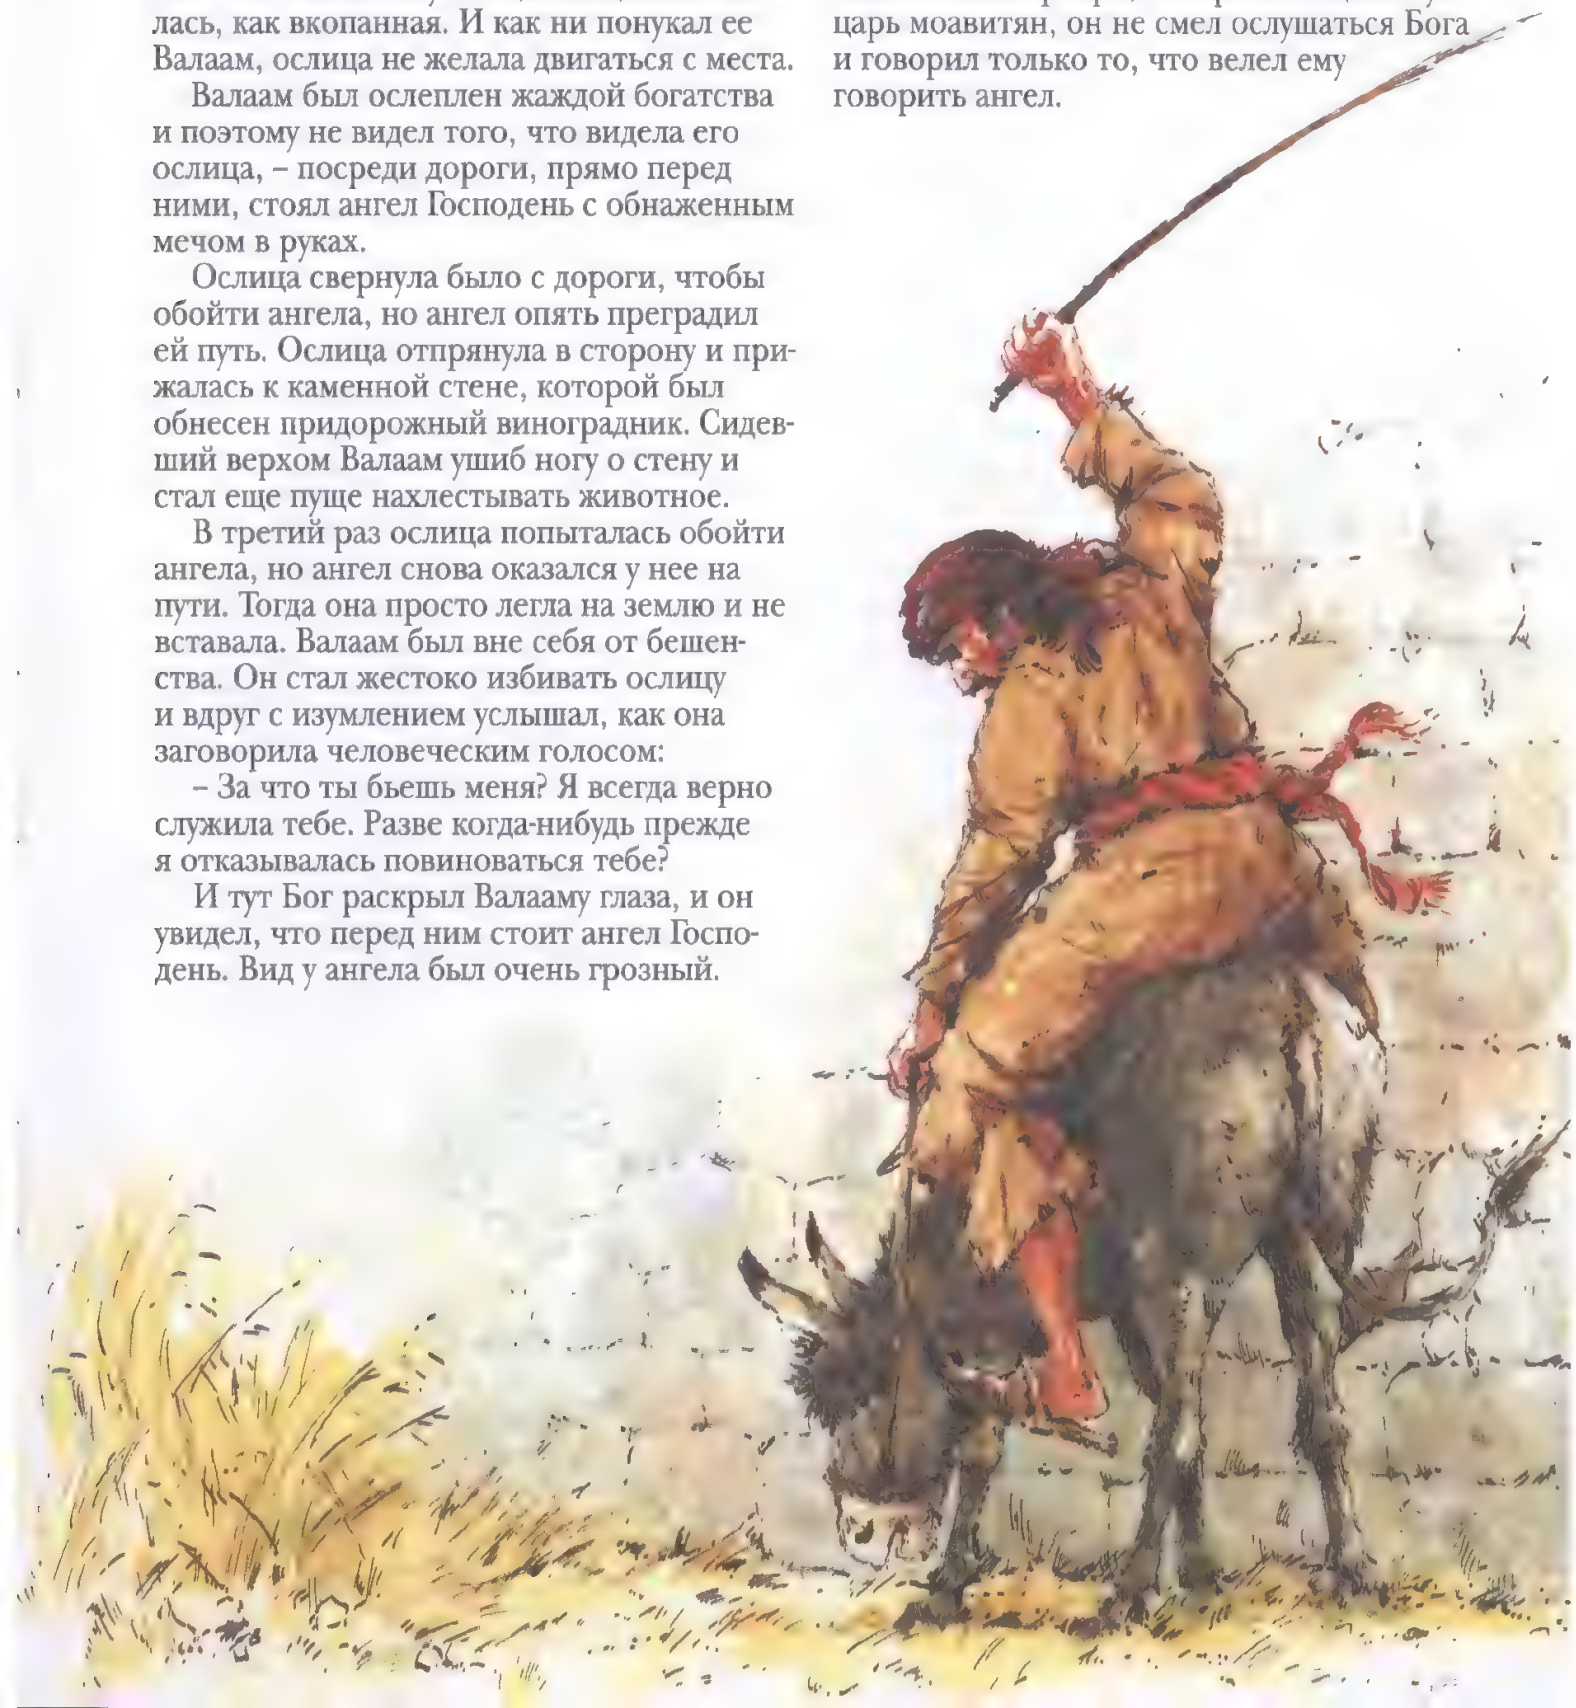 лась, как вкопанная. И как ни понукал ее
Валаам, ослица не желала двигаться с места.
Валаам был ослеплен жаждой богатства
и поэтому не видел того, что видела его
ослица, – посреди дороги, прямо перед
ними, стоял ангел Господень с обнаженным
мечом в руках.
Ослица свернула было с дороги, чтобы
обойти ангела, но ангел опять преградил
ей путь. Ослица отпрянула в сторону и при-
жалась к каменной стене, которой был
обнесен придорожный виноградник. Сидев-
ший верхом Валаам ушиб ногу о стену и
стал еще пуще нахлестывать животное.
В третий раз ослица попыталась обойти
ангела, но ангел снова оказался у нее на
пути. Тогда она просто легла на землю и не
вставала. Валаам был вне себя от бешен-
ства. Он стал жестоко избивать ослицу
и вдруг с изумлением услышал, как она
заговорила человеческим голосом:
– За что ты бьешь меня? Я всегда верно
служила тебе. Разве когда-нибудь прежде
я отказывалась повиноваться тебе?
И тут Бог раскрыл Валааму глаза, и он
увидел, что перед ним стоит ангел Госпо-
день. Вид у ангела был очень грозный.
царь моавитян, он не смел ослушаться Бога
и говорил только то, что велел ему
говорить ангел.